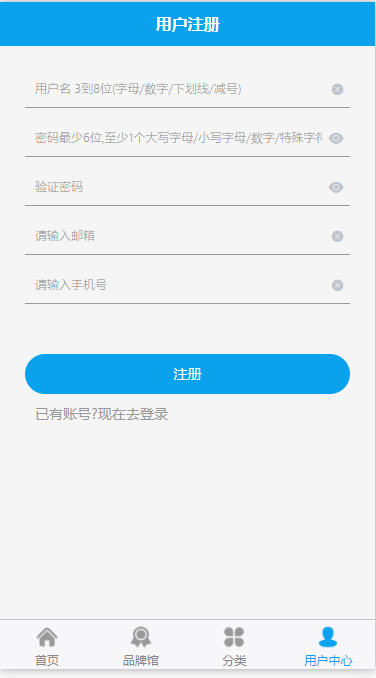 用户注册
用户名 3到8位(字母/数字/下划线/减号)
密码最少6位,至少1个大写字母/小写字母/数字/特殊字符
验证密码
请输入邮箱
请输入手机号
注册
已有账号?现在去登录
首页
品牌馆
分类
用户中心